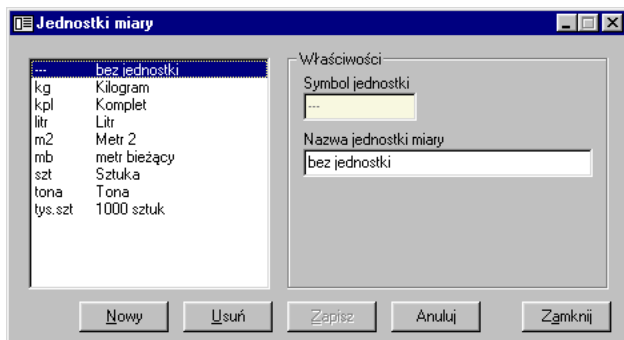 Jednostki miary
--- bez jednostki
kg Kilogram
kpl Komplet
litr Litr
m2 Metr 2
mb metr bieżący
szt Sztuka
tona Tona
tys.szt 1000 sztuk
Właściwości
Symbol jednostki
---
Nazwa jednostki miary
bez jednostki
Nowy Usuń Zapisz Anuluj Zamknij